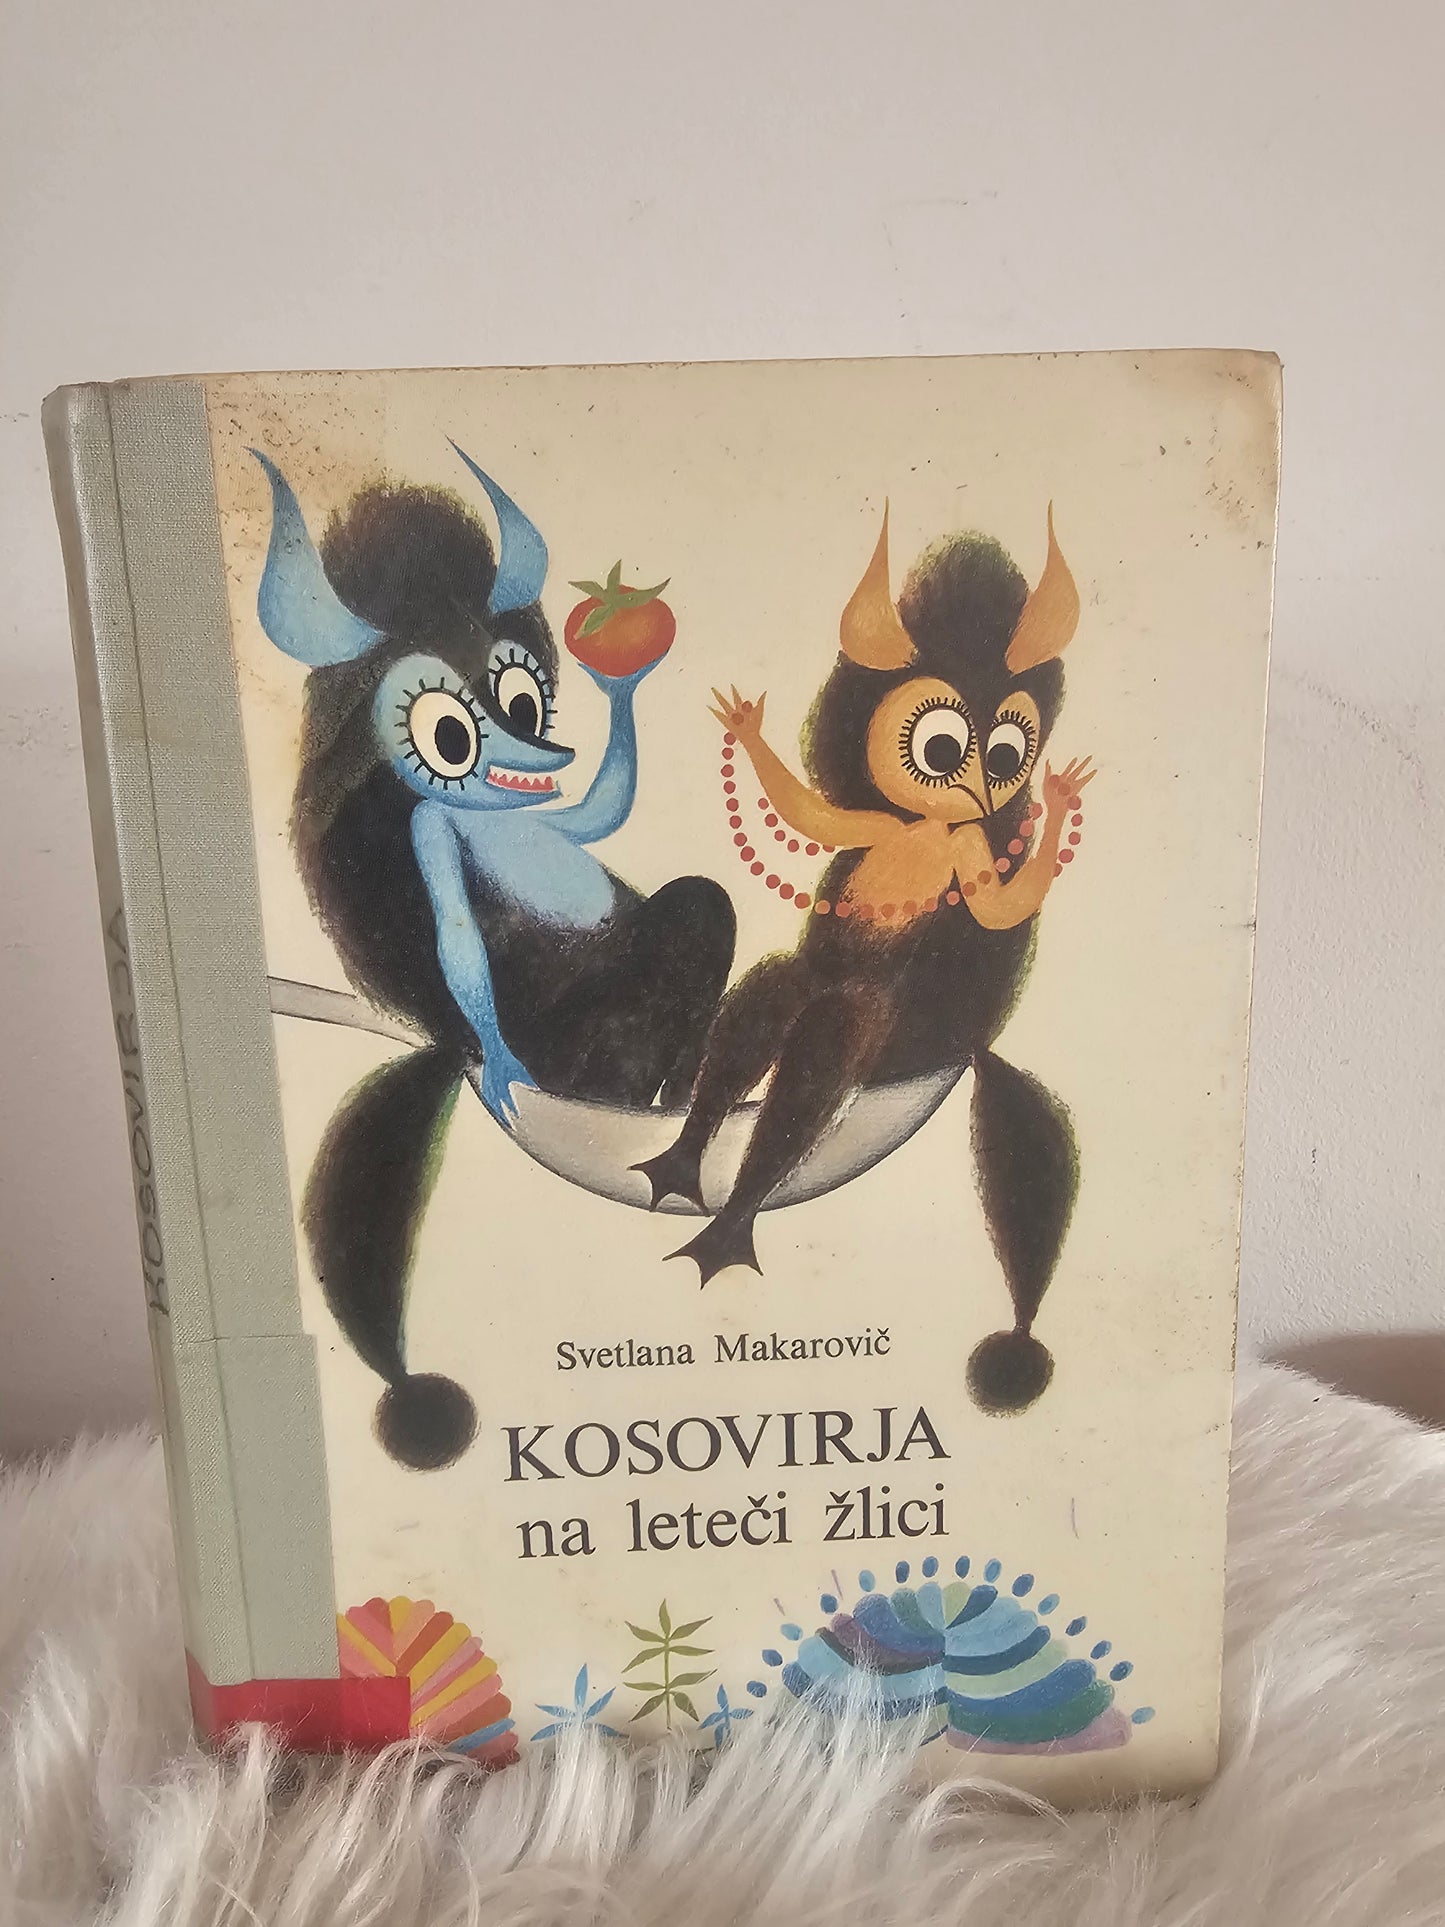 Svetlana Makarovič
KOSOVIRJA
na leteči žlici
KOSOVIRJA